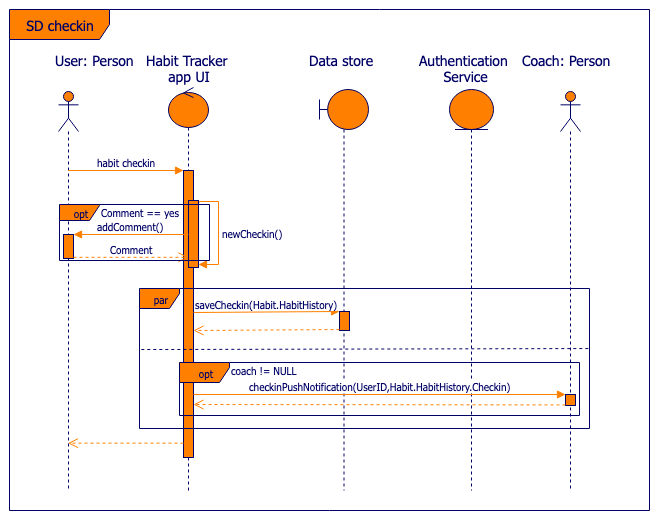 SD checkin
User: Person
Habit Tracker
app UI
Data store
Authentication
Service
Coach: Person
habit checkin
opt
Comment == yes
addComment()
newCheckin()
Comment
par
saveCheckin(Habit.HabitHistory)
opt
coach != NULL
checkinPushNotification(UserID,Habit.HabitHistory.Checkin)